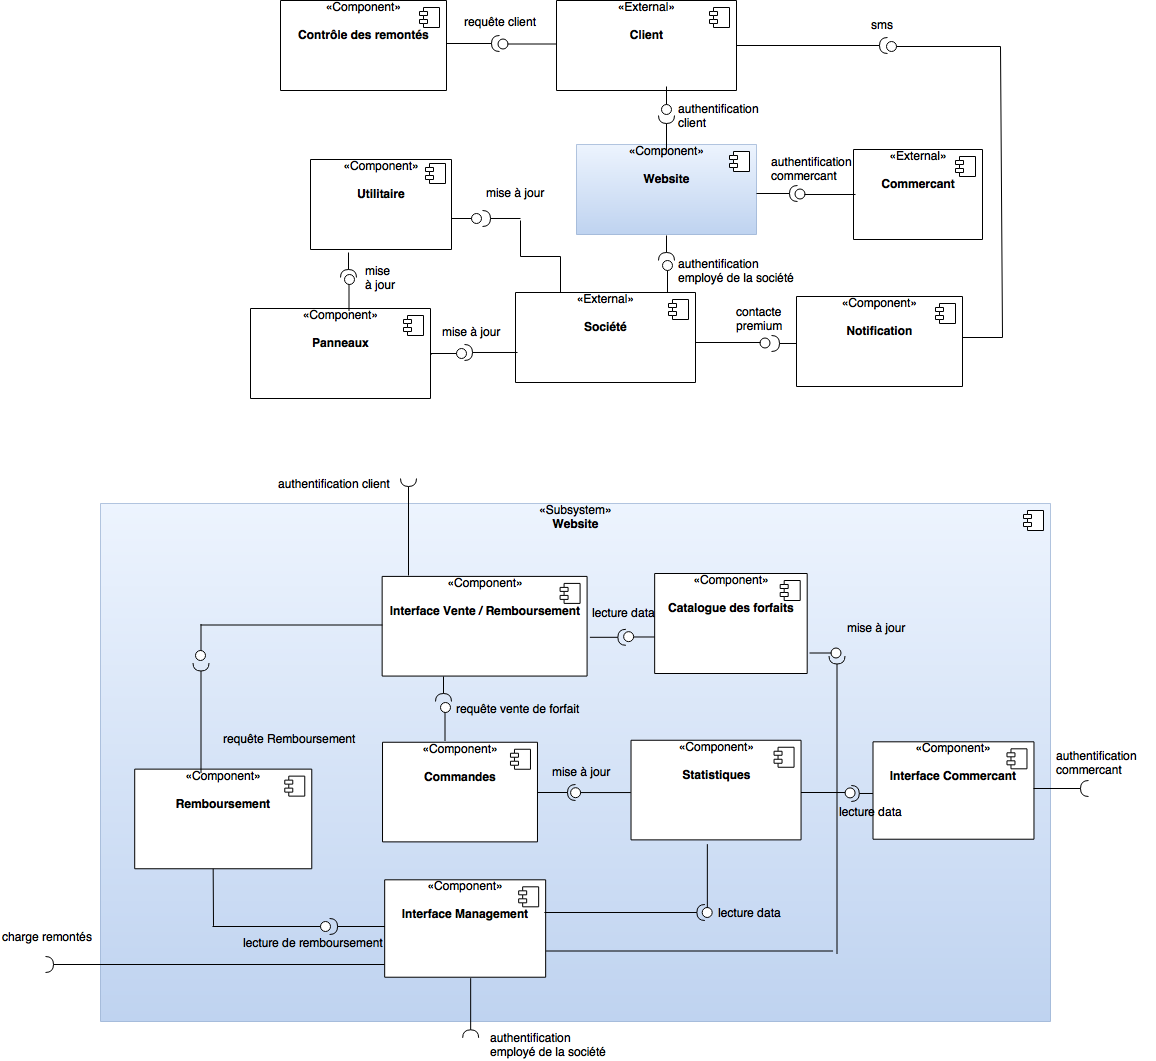 «Component»
Contrôle des remontés
requête client
«External»
Client
sms
authentification
client
«Component»
Website
authentification
commercant
«External»
Commercant
«Component»
Utilitaire
mise à jour
mise
à jour
authentification
employé de la société
«Component»
Panneaux
mise à jour
«External»
Société
contacte
premium
«Component»
Notification
authentification client
«Subsystem»
Website
«Component»
Interface Vente / Remboursement
lecture data
«Component»
Catalogue des forfaits
mise à jour
requête vente de forfait
requête Remboursement
«Component»
Remboursement
«Component»
Commandes
mise à jour
«Component»
Statistiques
lecture data
«Component»
Interface Commercant
authentification
commercant
«Component»
Interface Management
lecture data
lecture de remboursement
charge remontés
authentification
employé de la société